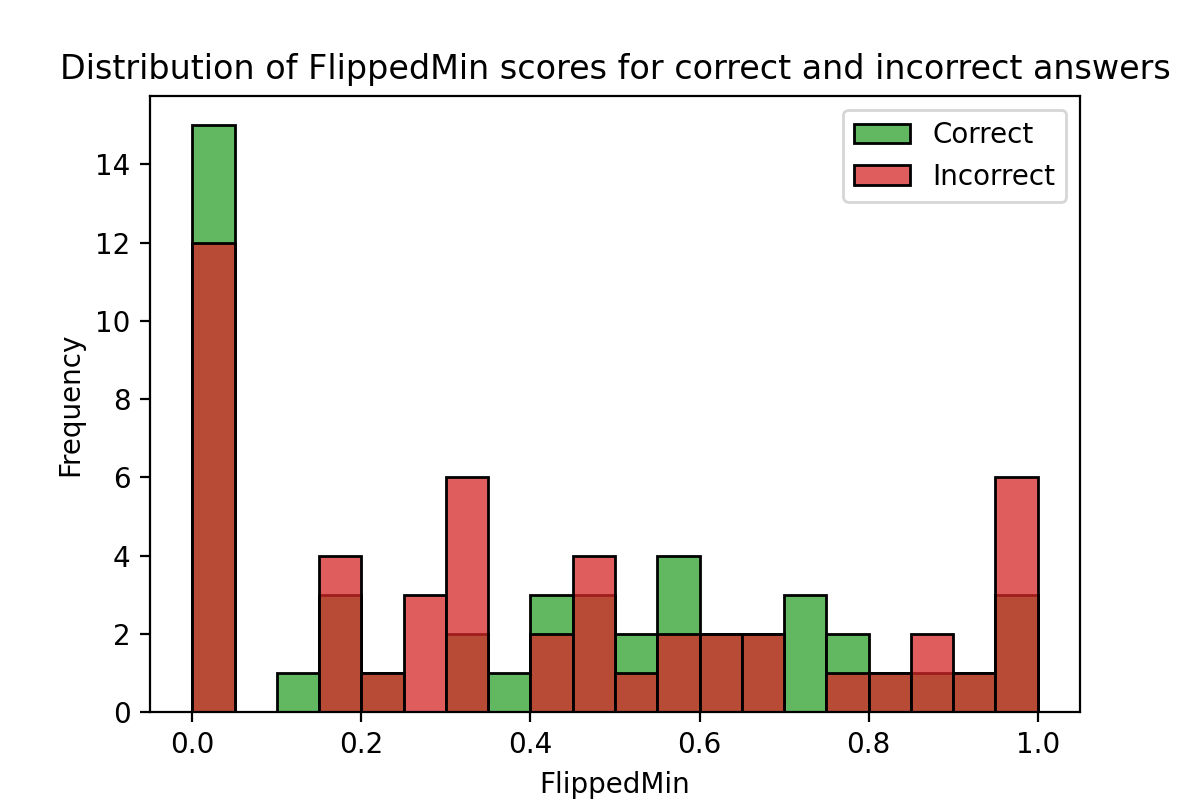 Distribution of FlippedMin scores for correct and incorrect answers
Correct
Incorrect
14
12
10
8
6
4
2
0
Frequency
0.0 0.2 0.4 0.6 0.8 1.0
FlippedMin